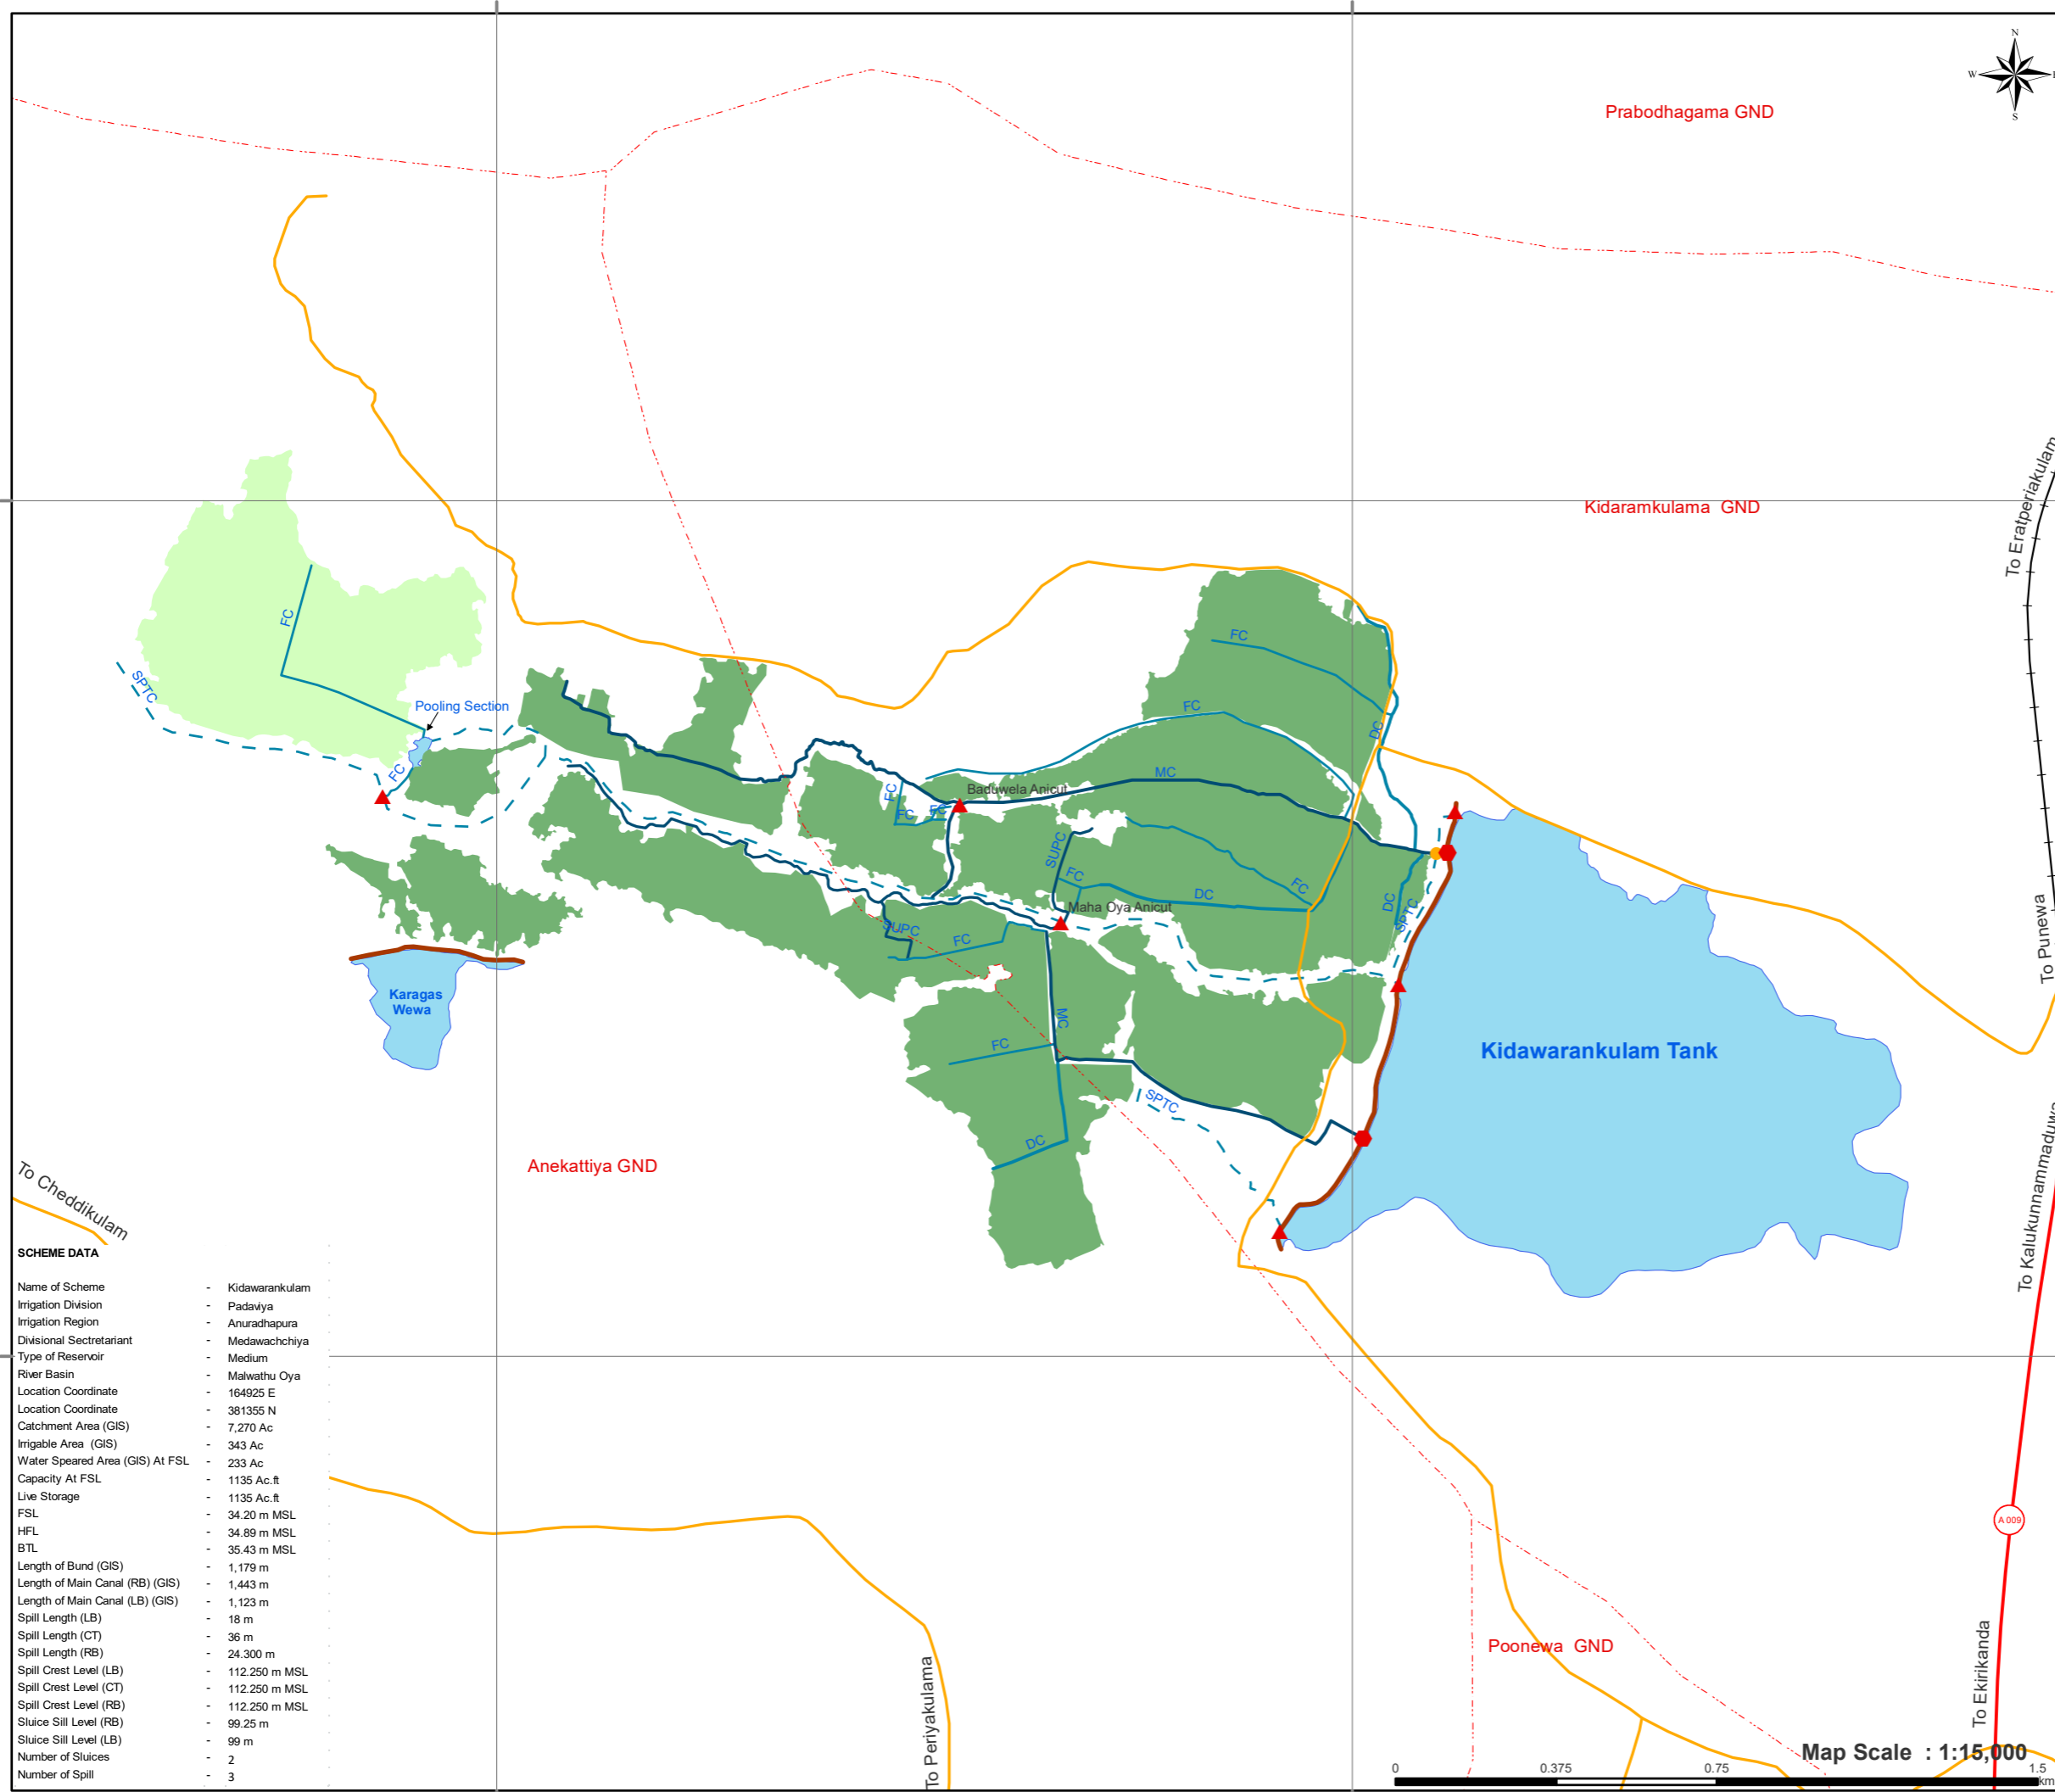 N
W
S
Prabodhagama GND
Kidaramkulama GND
To Eratperiakulam
FC
SPTC
Pooling Section
FC
FC
FC
DC
MC
FC
FC
FC
Baduwela Anicut
SUPC
FC
FC
DC
DC
SPTC
Maha Oya Anicut
SUPC
FC
To Punewa
Karagas
Wewa
MC
FC
Kidawarankulam Tank
SPTC
DC
Anekattiya GND
To Cheddikulam
To Kalukunnammaduwa
SCHEME DATA
Name of Scheme - Kidawarankulam
Irrigation Division - Padaviya
Irrigation Region - Anuradhapura
Divisional Sectretariant - Medawachchiya
Type of Reservoir - Medium
River Basin - Malwathu Oya
Location Coordinate - 164925 E
Location Coordinate - 381355 N
Catchment Area (GIS) - 7,270 Ac
Irrigable Area (GIS) - 343 Ac
Water Speared Area (GIS) At FSL - 233 Ac
Capacity At FSL - 1135 Ac.ft
Live Storage - 1135 Ac.ft
FSL - 34.20 m MSL
HFL - 34.89 m MSL
BTL - 35.43 m MSL
Length of Bund (GIS) - 1,179 m
Length of Main Canal (RB) (GIS) - 1,443 m
Length of Main Canal (LB) (GIS) - 1,123 m
Spill Length (LB) - 18 m
Spill Length (CT) - 36 m
Spill Length (RB) - 24.300 m
Spill Crest Level (LB) - 112.250 m MSL
Spill Crest Level (CT) - 112.250 m MSL
Spill Crest Level (RB) - 112.250 m MSL
Sluice Sill Level (RB) - 99.25 m
Sluice Sill Level (LB) - 99 m
Number of Sluices - 2
Number of Spill - 3
A 009
Poonewa GND
To Periyakulama
To Ekirikanda
Map Scale : 1:15,000
0 0.375 0.75 1.5
km